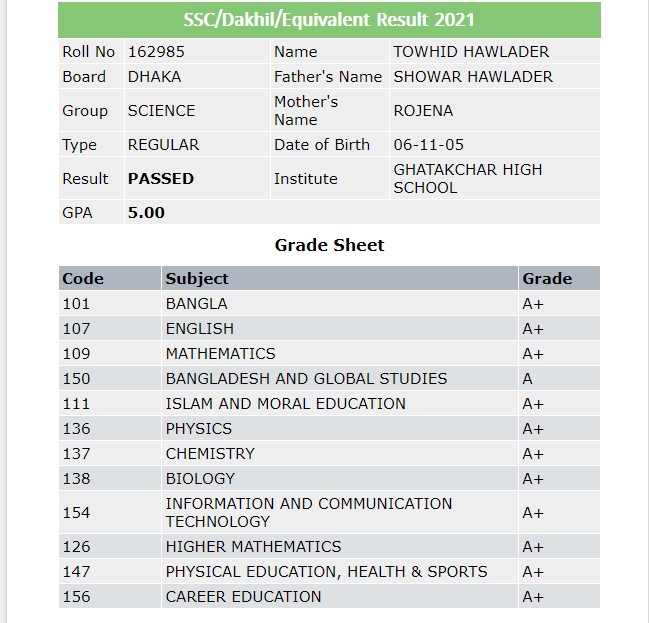 SSC/Dakhil/Equivalent Result 2021
Roll No 162985 Name TOWHID HAWLADER
Board DHAKA Father's Name SHOWAR HAWLADER
Group SCIENCE Mother's Name ROJENA
Type REGULAR Date of Birth 06-11-05
Result PASSED Institute GHATAKCHAR HIGH SCHOOL
GPA 5.00
Grade Sheet
Code Subject Grade
101 BANGLA A+
107 ENGLISH A+
109 MATHEMATICS A+
150 BANGLADESH AND GLOBAL STUDIES A
111 ISLAM AND MORAL EDUCATION A+
136 PHYSICS A+
137 CHEMISTRY A+
138 BIOLOGY A+
154 INFORMATION AND COMMUNICATION TECHNOLOGY A+
126 HIGHER MATHEMATICS A+
147 PHYSICAL EDUCATION, HEALTH & SPORTS A+
156 CAREER EDUCATION A+